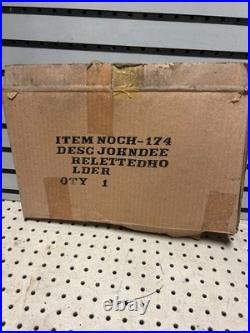 ITEM NOCH-174
DESC JOHNDEE
RELETTEDHO
LDER
QTY 1